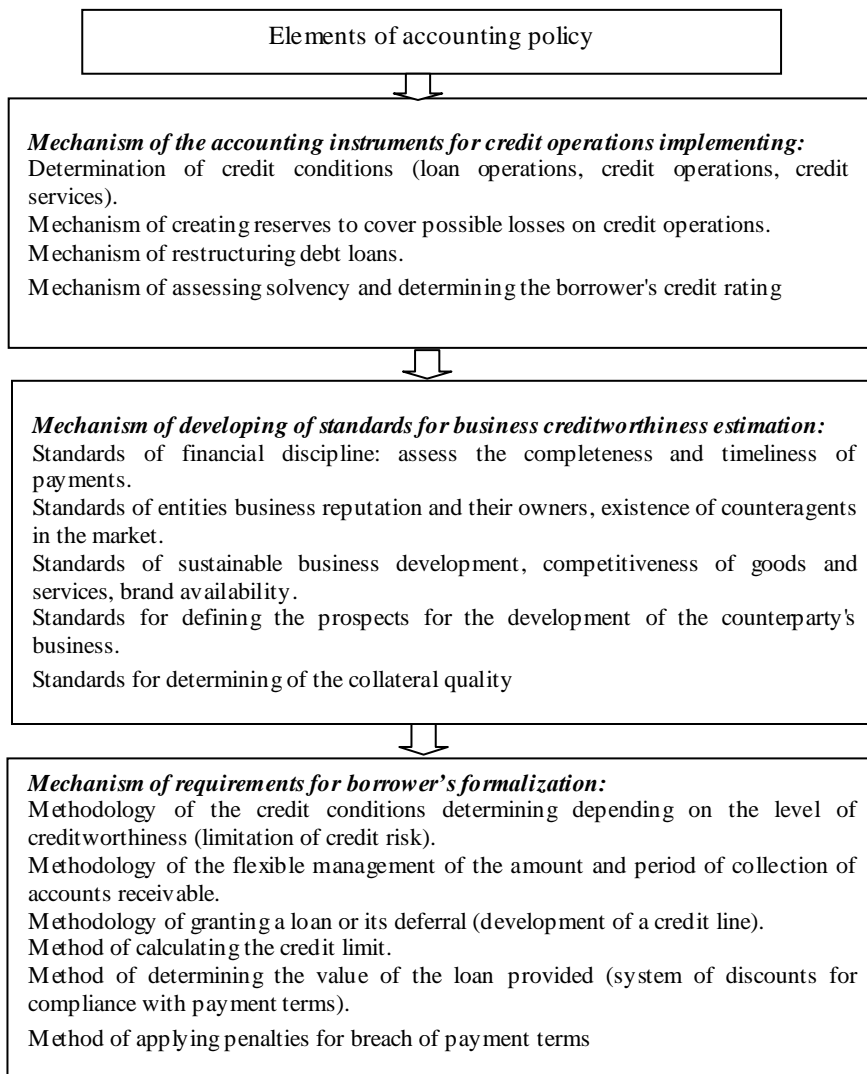 Elements of accounting policy
Mechanism of the accounting instruments for credit operations implementing:
Determination of credit conditions (loan operations, credit operations, credit
services).
Mechanism of creating reserves to cover possible losses on credit operations.
Mechanism of restructuring debt loans.
Mechanism of assessing solvency and determining the borrower's credit rating
Mechanism of developing of standards for business creditworthiness estimation:
Standards of financial discipline: assess the completeness and timeliness of
payments.
Standards of entities business reputation and their owners, existence of counteragents
in the market.
Standards of sustainable business development, competitiveness of goods and
services, brand availability.
Standards for defining the prospects for the development of the counterparty's
business.
Standards for determining of the collateral quality
Mechanism of requirements for borrower’s formalization:
Methodology of the credit conditions determining depending on the level of
creditworthiness (limitation of credit risk).
Methodology of the flexible management of the amount and period of collection of
accounts receivable.
Methodology of granting a loan or its deferral (development of a credit line).
Method of calculating the credit limit.
Method of determining the value of the loan provided (system of discounts for
compliance with payment terms).
Method of applying penalties for breach of payment terms